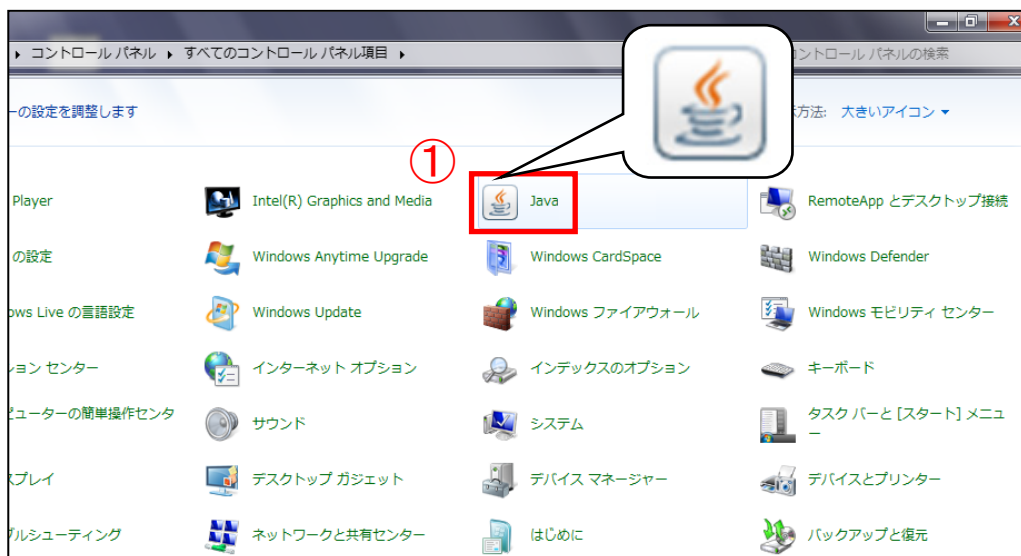 コントロール パネル ▸ すべてのコントロール パネル項目 ▸
コントロール パネルの検索
ーの設定を調整します
方法: 大きいアイコン
①
Player
Intel(R) Graphics and Media
Java
RemoteApp とデスクトップ接続
の設定
Windows Anytime Upgrade
Windows CardSpace
Windows Defender
ows Live の言語設定
Windows Update
Windows ファイアウォール
Windows モビリティ センター
ション センター
インターネット オプション
インデックスのオプション
キーボード
ピューターの簡単操作センタ
サウンド
システム
タスク バーと [スタート] メニュ
ー
スプレイ
デスクトップ ガジェット
デバイス マネージャー
デバイスとプリンター
ブルシューティング
ネットワークと共有センター
はじめに
バックアップと復元